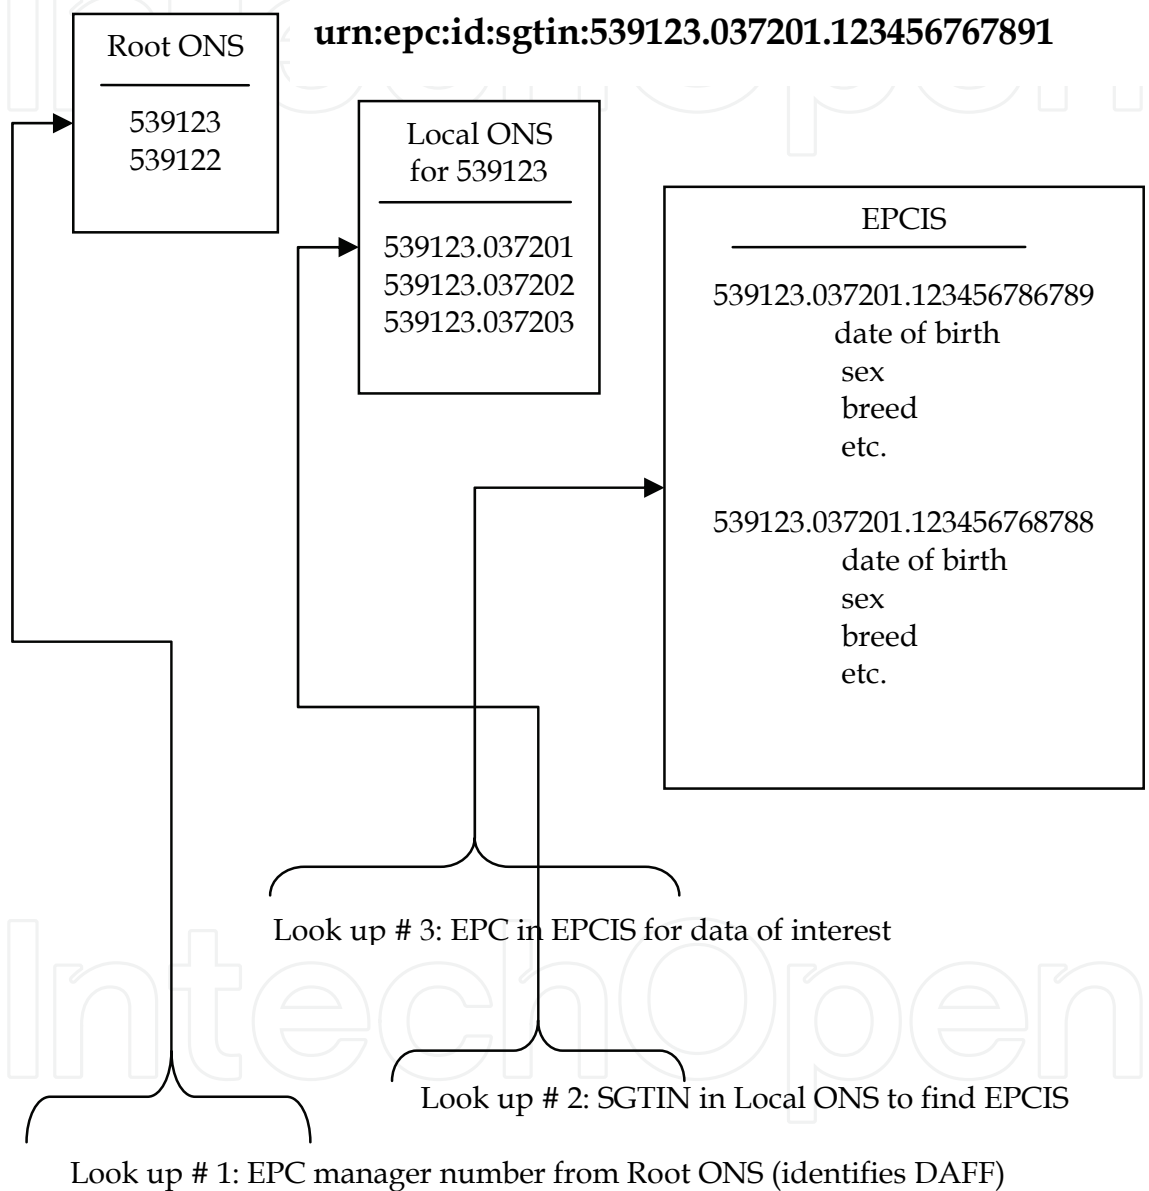 urn:epc:id:sgtin:539123.037201.123456767891
Root ONS
539123
539122
Local ONS
for 539123
539123.037201
539123.037202
539123.037203
EPCIS
539123.037201.123456786789
date of birth
sex
breed
etc.
539123.037201.123456768788
date of birth
sex
breed
etc.
Look up # 3: EPC in EPCIS for data of interest
Look up # 2: SGTIN in Local ONS to find EPCIS
Look up # 1: EPC manager number from Root ONS (identifies DAFF)
IntechOpen
IntechOpen